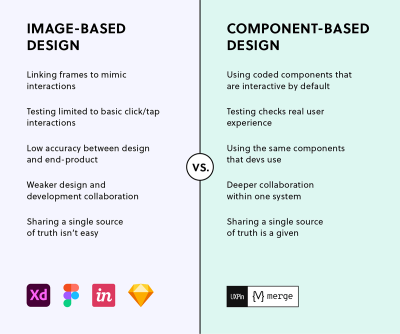 IMAGE-BASED
DESIGN
Linking frames to mimic
interactions
Testing limited to basic click/tap
interactions
Low accuracy between design
and end-product
Weaker design and
development collaboration
Sharing a single source
of truth isn't easy
Xd
in
VS.
COMPONENT-BASED
DESIGN
Using coded components that
are interactive by default
Testing checks real user
experience
Using the same components
that devs use
Deeper collaboration
within one system
Sharing a single source
of truth is a given
UXPin
merge